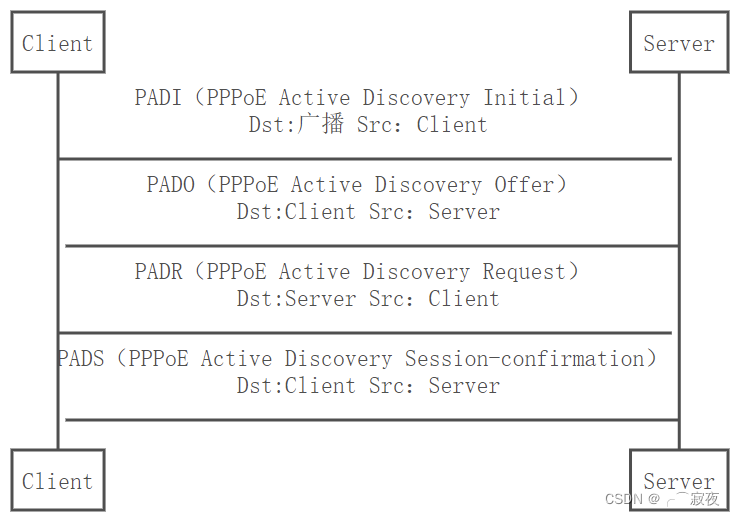 Client
Server
PADI（PPPoE Active Discovery Initial）
Dst:广播 Src：Client
PADO（PPPoE Active Discovery Offer）
Dst:Client Src：Server
PADR（PPPoE Active Discovery Request）
Dst:Server Src：Client
PADS（PPPoE Active Discovery Session-confirmation）
Dst:Client Src：Server
Client
Server
CSDN @╭⌒寂夜